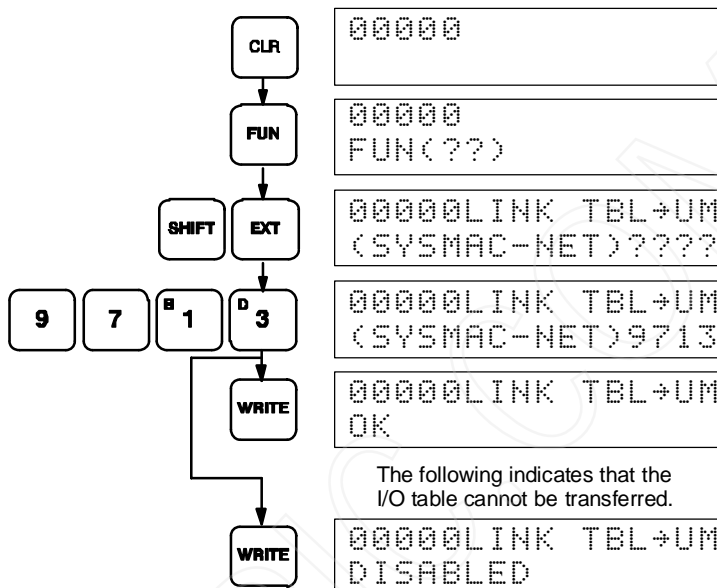 CLR
00000
FUN
00000
FUN(??)
SHIFT EXT
00000LINK TBL→UM
(SYSMAC-NET)????
9 7 B 1 D 3
00000LINK TBL→UM
(SYSMAC-NET)9713
WRITE
00000LINK TBL→UM
OK
The following indicates that the
I/O table cannot be transferred.
WRITE
00000LINK TBL→UM
DISABLED